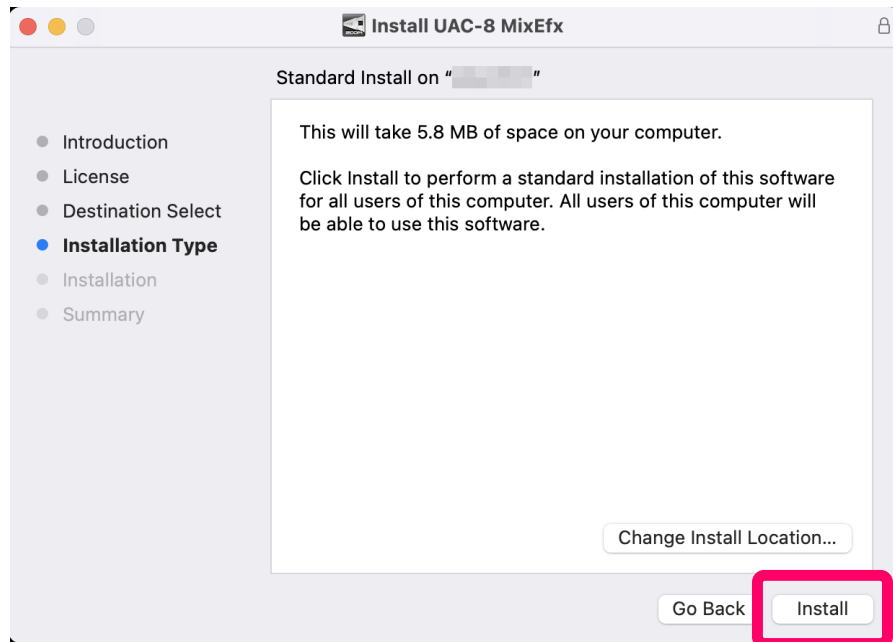 Install UAC-8 MixEfx
Standard Install on “ ”
Introduction
License
Destination Select
Installation Type
Installation
Summary
This will take 5.8 MB of space on your computer.
Click Install to perform a standard installation of this software
for all users of this computer. All users of this computer will
be able to use this software.
Change Install Location...
Go Back
Install